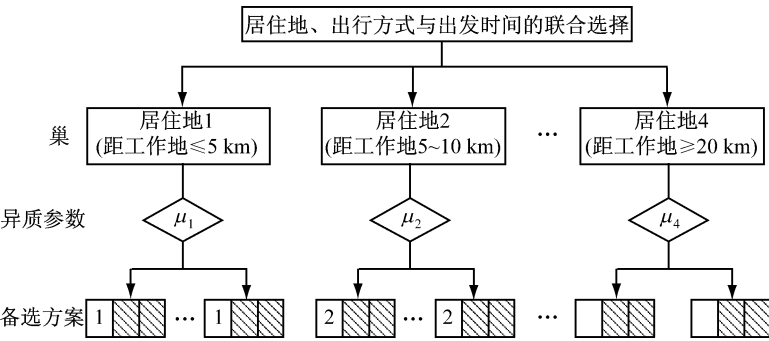 居住地、出行方式与出发时间的联合选择
巢
居住地1
(距工作地≤5 km)
居住地2
(距工作地5~10 km)
…
居住地4
(距工作地≥20 km)
异质参数
μ1
μ2
μ4
备选方案
1
…
1
2
…
2
…